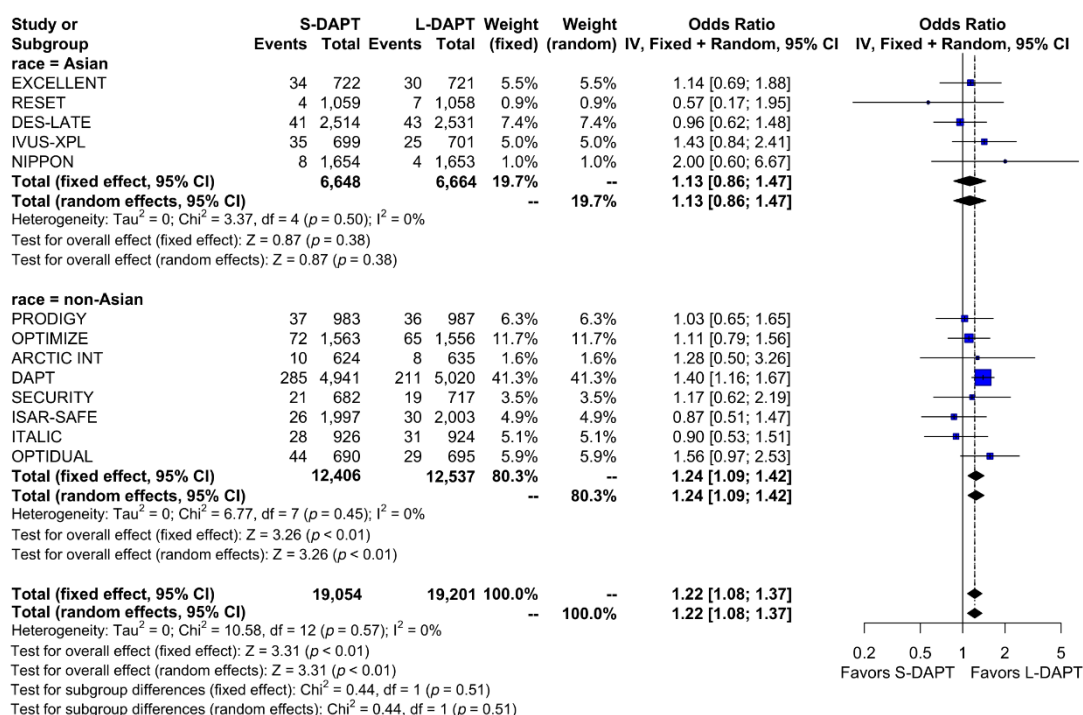 Study or S-DAPT L-DAPT Weight Weight Odds Ratio Odds Ratio
Subgroup Events Total Events Total (fixed) (random) IV, Fixed + Random, 95% CI IV, Fixed + Random, 95% CI
race = Asian
EXCELLENT 34 722 30 721 5.5% 5.5% 1.14 [0.69; 1.88]
RESET 4 1,059 7 1,058 0.9% 0.9% 0.57 [0.17; 1.95]
DES-LATE 41 2,514 43 2,531 7.4% 7.4% 0.96 [0.62; 1.48]
IVUS-XPL 35 699 25 701 5.0% 5.0% 1.43 [0.84; 2.41]
NIPPON 8 1,654 4 1,653 1.0% 1.0% 2.00 [0.60; 6.67]
Total (fixed effect, 95% CI) 6,648 6,664 19.7% -- 1.13 [0.86; 1.47]
Total (random effects, 95% CI) -- 19.7% 1.13 [0.86; 1.47]
Heterogeneity: Tau² = 0; Chi² = 3.37, df = 4 (p = 0.50); I² = 0%
Test for overall effect (fixed effect): Z = 0.87 (p = 0.38)
Test for overall effect (random effects): Z = 0.87 (p = 0.38)
race = non-Asian
PRODIGY 37 983 36 987 6.3% 6.3% 1.03 [0.65; 1.65]
OPTIMIZE 72 1,563 65 1,556 11.7% 11.7% 1.11 [0.79; 1.56]
ARCTIC INT 10 624 8 635 1.6% 1.6% 1.28 [0.50; 3.26]
DAPT 285 4,941 211 5,020 41.3% 41.3% 1.40 [1.16; 1.67]
SECURITY 21 682 19 717 3.5% 3.5% 1.17 [0.62; 2.19]
ISAR-SAFE 26 1,997 30 2,003 4.9% 4.9% 0.87 [0.51; 1.47]
ITALIC 28 926 31 924 5.1% 5.1% 0.90 [0.53; 1.51]
OPTIDUAL 44 690 29 695 5.9% 5.9% 1.56 [0.97; 2.53]
Total (fixed effect, 95% CI) 12,406 12,537 80.3% -- 1.24 [1.09; 1.42]
Total (random effects, 95% CI) -- 80.3% 1.24 [1.09; 1.42]
Heterogeneity: Tau² = 0; Chi² = 6.77, df = 7 (p = 0.45); I² = 0%
Test for overall effect (fixed effect): Z = 3.26 (p < 0.01)
Test for overall effect (random effects): Z = 3.26 (p < 0.01)
Total (fixed effect, 95% CI) 19,054 19,201 100.0% -- 1.22 [1.08; 1.37]
Total (random effects, 95% CI) -- 100.0% 1.22 [1.08; 1.37]
Heterogeneity: Tau² = 0; Chi² = 10.58, df = 12 (p = 0.57); I² = 0%
Test for overall effect (fixed effect): Z = 3.31 (p < 0.01)
Test for overall effect (random effects): Z = 3.31 (p < 0.01)
Test for subgroup differences (fixed effect): Chi² = 0.44, df = 1 (p = 0.51)
Test for subgroup differences (random effects): Chi² = 0.44, df = 1 (p = 0.51)
0.2 0.5 1 2 5
Favors S-DAPT Favors L-DAPT